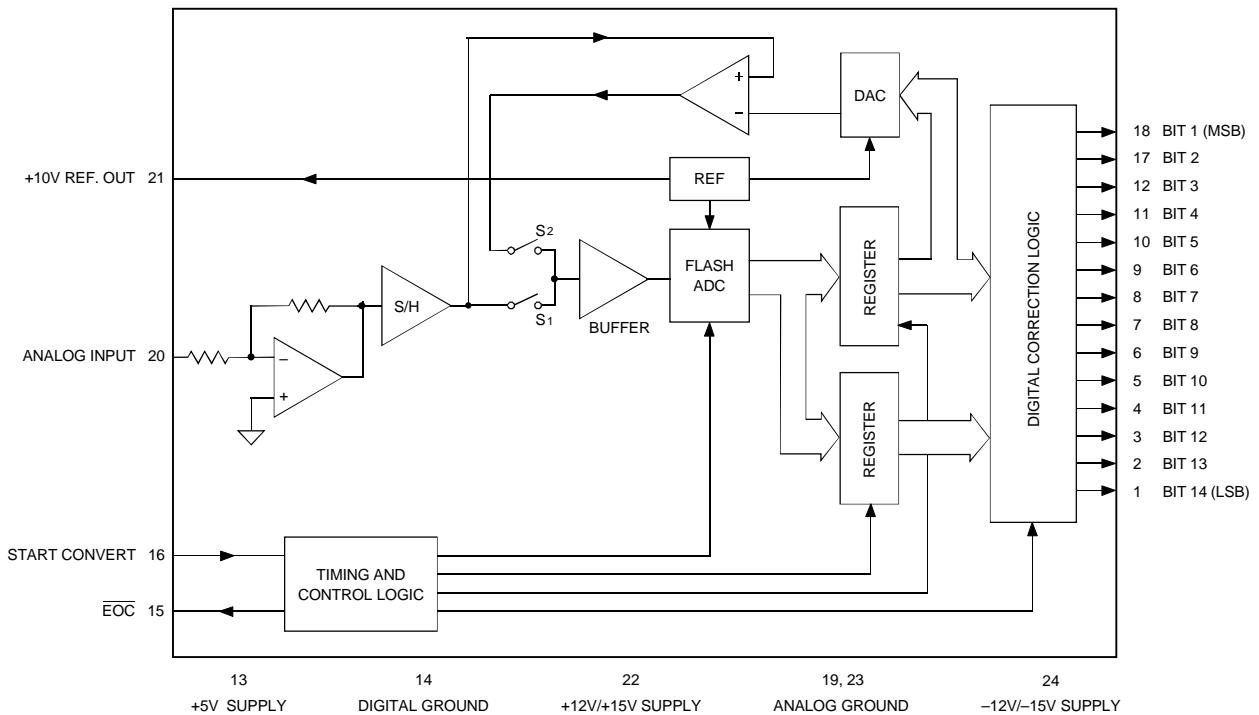 +
−
DAC
18 BIT 1 (MSB)
17 BIT 2
12 BIT 3
11 BIT 4
10 BIT 5
9 BIT 6
8 BIT 7
7 BIT 8
6 BIT 9
5 BIT 10
4 BIT 11
3 BIT 12
2 BIT 13
1 BIT 14 (LSB)
+10V REF. OUT 21
REF
S2
S1
BUFFER
FLASH
ADC
REGISTER
REGISTER
DIGITAL CORRECTION LOGIC
S/H
ANALOG INPUT 20
−
+
START CONVERT 16
EOC 15
TIMING AND
CONTROL LOGIC
13
+5V SUPPLY
14
DIGITAL GROUND
22
+12V/+15V SUPPLY
19, 23
ANALOG GROUND
24
–12V/–15V SUPPLY